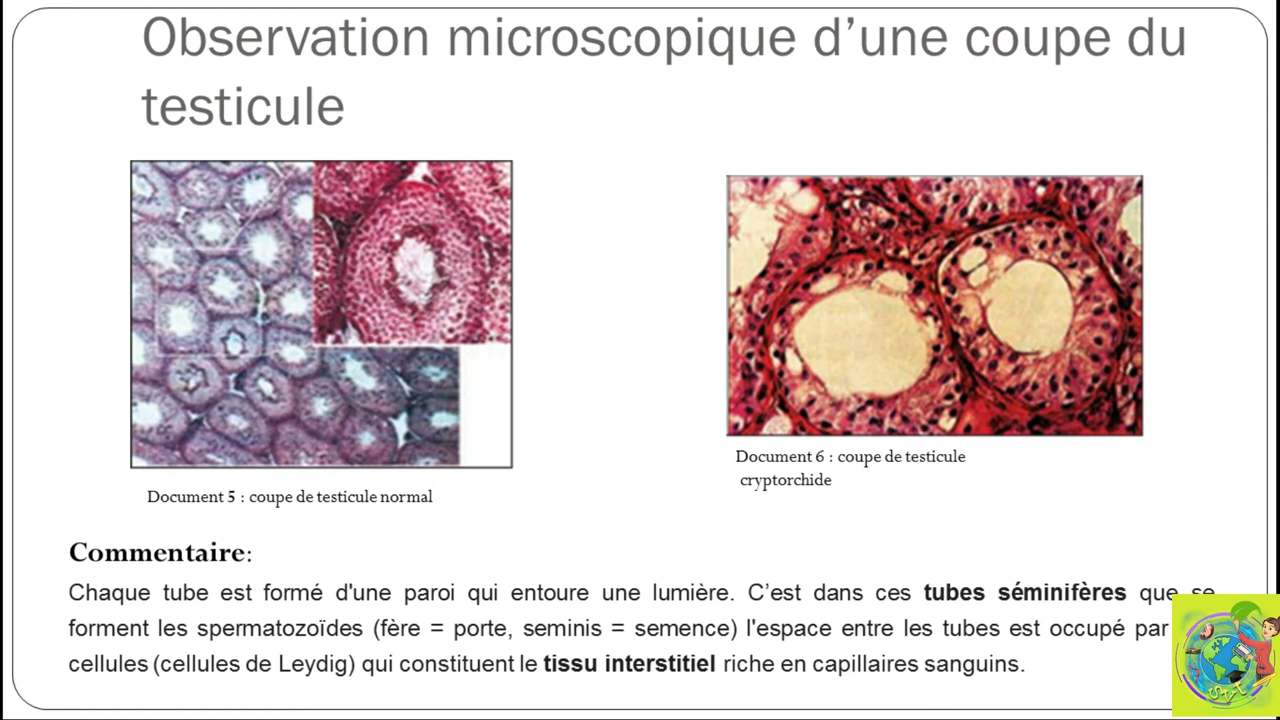 Observation microscopique d’une coupe du
testicule
Document 5 : coupe de testicule normal
Document 6 : coupe de testicule
cryptorchide
Commentaire:
Chaque tube est formé d'une paroi qui entoure une lumière. C’est dans ces tubes séminifères que se
forment les spermatozoïdes (fère = porte, seminis = semence) l'espace entre les tubes est occupé par
cellules (cellules de Leydig) qui constituent le tissu interstitiel riche en capillaires sanguins.